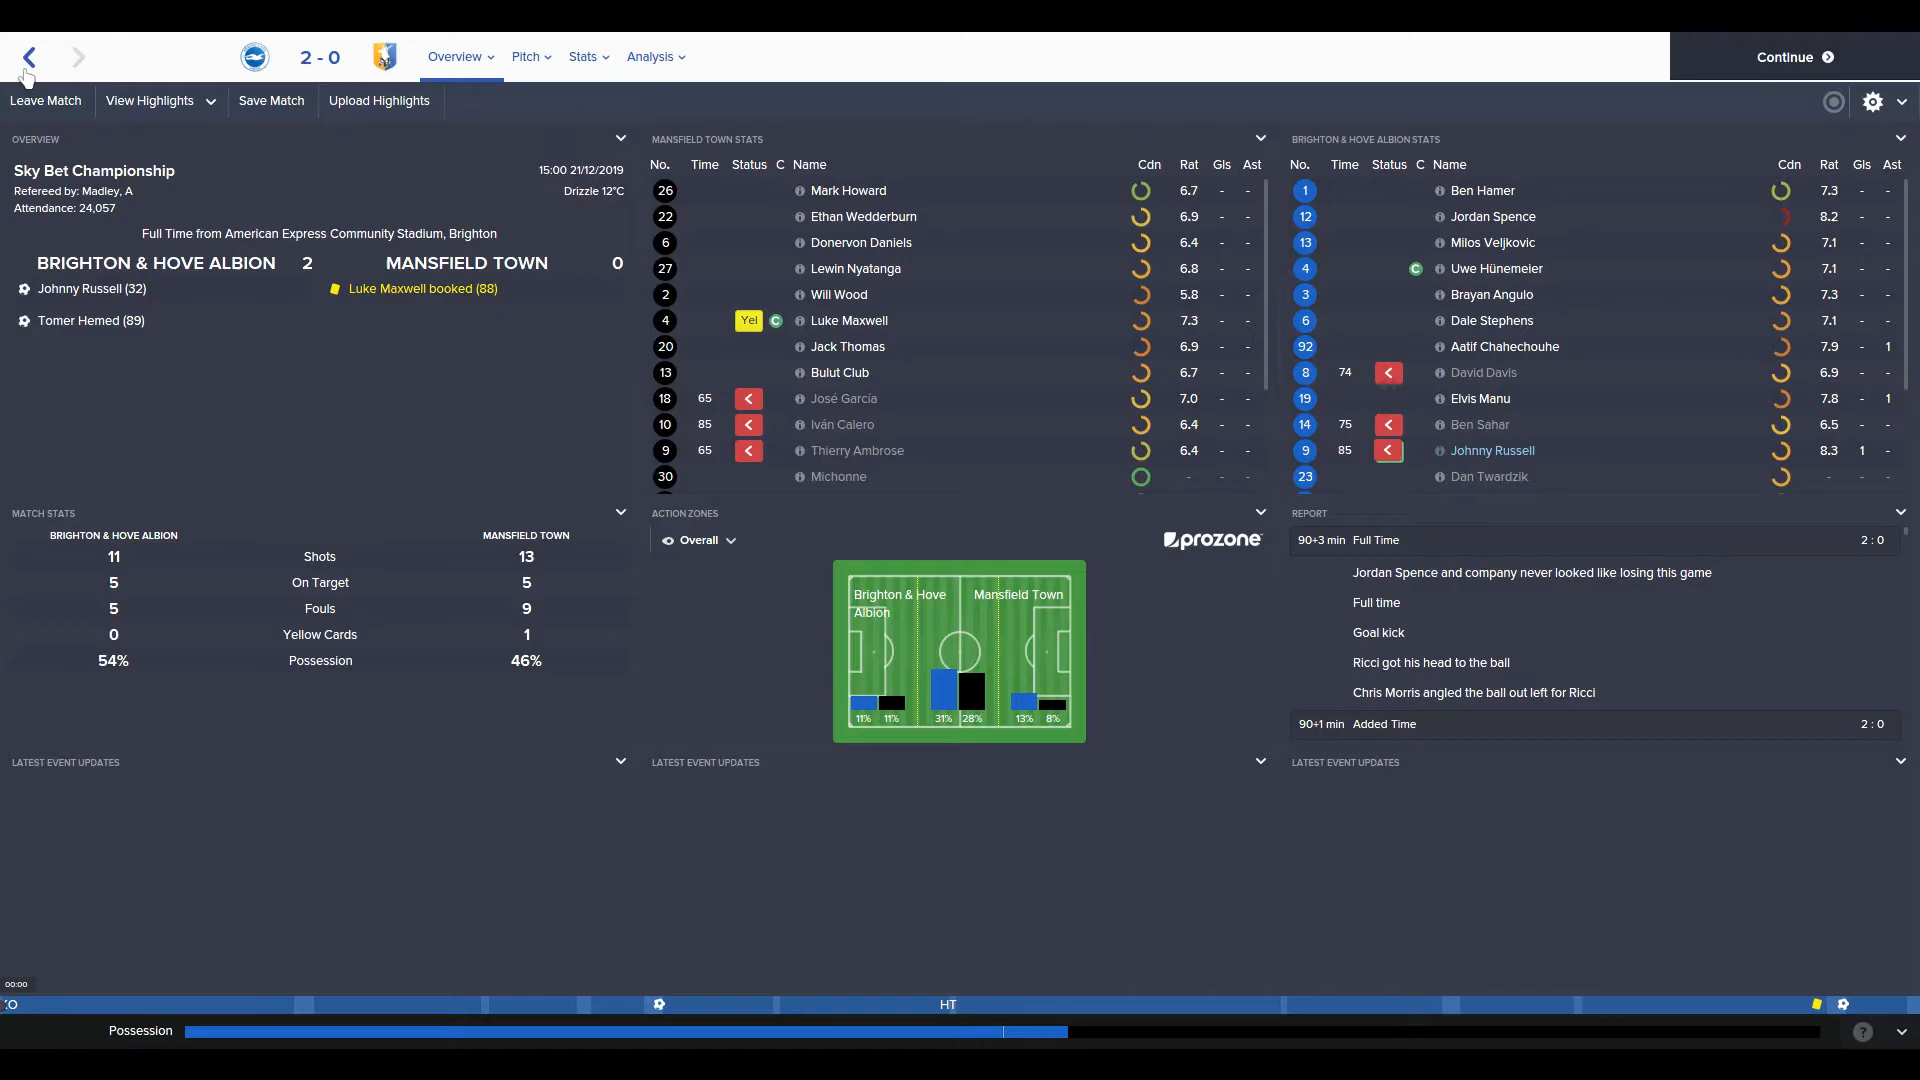 2 - 0
Overview
Pitch
Stats
Analysis
Continue
Leave Match
View Highlights
Save Match
Upload Highlights
OVERVIEW
Sky Bet Championship
15:00 21/12/2019
Refereed by: Madley, A
Drizzle 12°C
Attendance: 24,057
Full Time from American Express Community Stadium, Brighton
BRIGHTON & HOVE ALBION 2 MANSFIELD TOWN 0
Johnny Russell (32)
Luke Maxwell booked (88)
Tomer Hemed (89)
MANSFIELD TOWN STATS
No. Time Status C Name Cdn Rat Gls Ast
26 Mark Howard 6.7 - -
22 Ethan Wedderburn 6.9 - -
6 Donervon Daniels 6.4 - -
27 Lewin Nyatanga 6.8 - -
2 Will Wood 5.8 - -
4 Yel C Luke Maxwell 7.3 - -
20 Jack Thomas 6.9 - -
13 Bulut Club 6.7 - -
18 65 José García 7.0 - -
10 85 Iván Calero 6.4 - -
9 65 Thierry Ambrose 6.4 - -
30 Michonne - - -
BRIGHTON & HOVE ALBION STATS
No. Time Status C Name Cdn Rat Gls Ast
1 Ben Hamer 7.3 - -
12 Jordan Spence 8.2 - -
13 Milos Veljkovic 7.1 - -
4 C Uwe Hünemeier 7.1 - -
3 Brayan Angulo 7.3 - -
6 Dale Stephens 7.1 - -
92 Aatif Chahechouhe 7.9 - 1
8 74 David Davis 6.9 - -
19 Elvis Manu 7.8 - 1
14 75 Ben Sahar 6.5 - -
9 85 Johnny Russell 8.3 1 -
23 Dan Twardzik - - -
MATCH STATS
BRIGHTON & HOVE ALBION MANSFIELD TOWN
11 Shots 13
5 On Target 5
5 Fouls 9
0 Yellow Cards 1
54% Possession 46%
ACTION ZONES
Overall
prozone
Brighton & Hove Albion
Mansfield Town
11% 11% 31% 28% 13% 8%
REPORT
90+3 min Full Time 2 : 0
Jordan Spence and company never looked like losing this game
Full time
Goal kick
Ricci got his head to the ball
Chris Morris angled the ball out left for Ricci
90+1 min Added Time 2 : 0
LATEST EVENT UPDATES
LATEST EVENT UPDATES
LATEST EVENT UPDATES
00:00
KO
HT
Possession
?